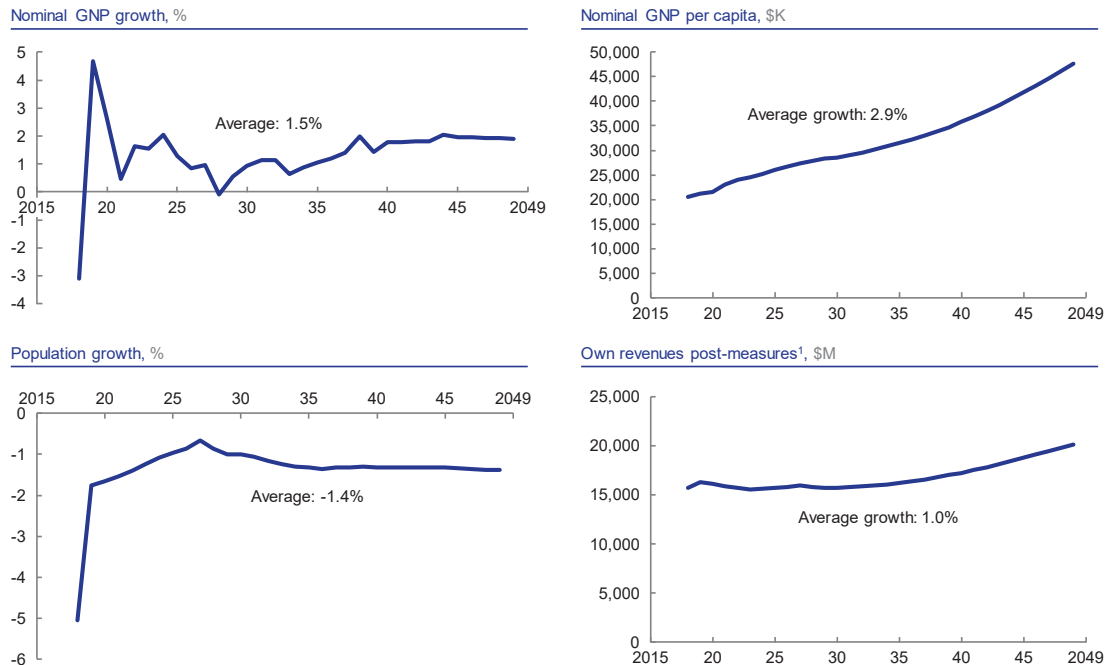 Nominal GNP growth, %
5
4
3
2
1
0
-1
-2
-3
-4
2015 20 25 30 35 40 45 2049
Average: 1.5%
Nominal GNP per capita, $K
50,000
45,000
40,000
35,000
30,000
25,000
20,000
15,000
10,000
5,000
0
2015 20 25 30 35 40 45 2049
Average growth: 2.9%
Population growth, %
2015 20 25 30 35 40 45 2049
0
-1
-2
-3
-4
-5
-6
Average: -1.4%
Own revenues post-measures¹, $M
25,000
20,000
15,000
10,000
5,000
0
2015 20 25 30 35 40 45 2049
Average growth: 1.0%